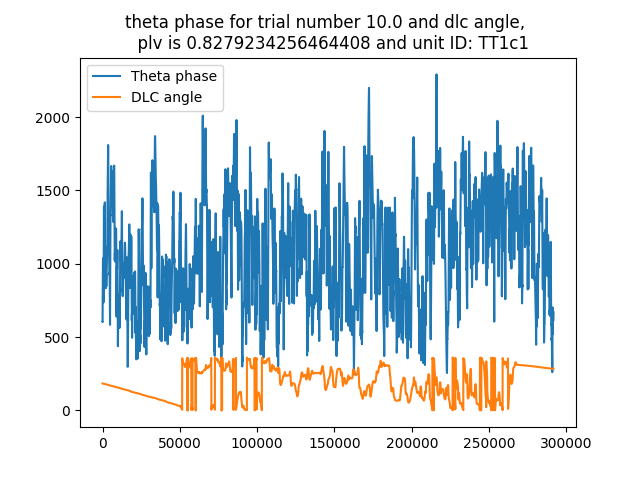 theta phase for trial number 10.0 and dlc angle,
plv is 0.8279234256464408 and unit ID: TT1c1
Theta phase
DLC angle
2000
1500
1000
500
0
0 50000 100000 150000 200000 250000 300000